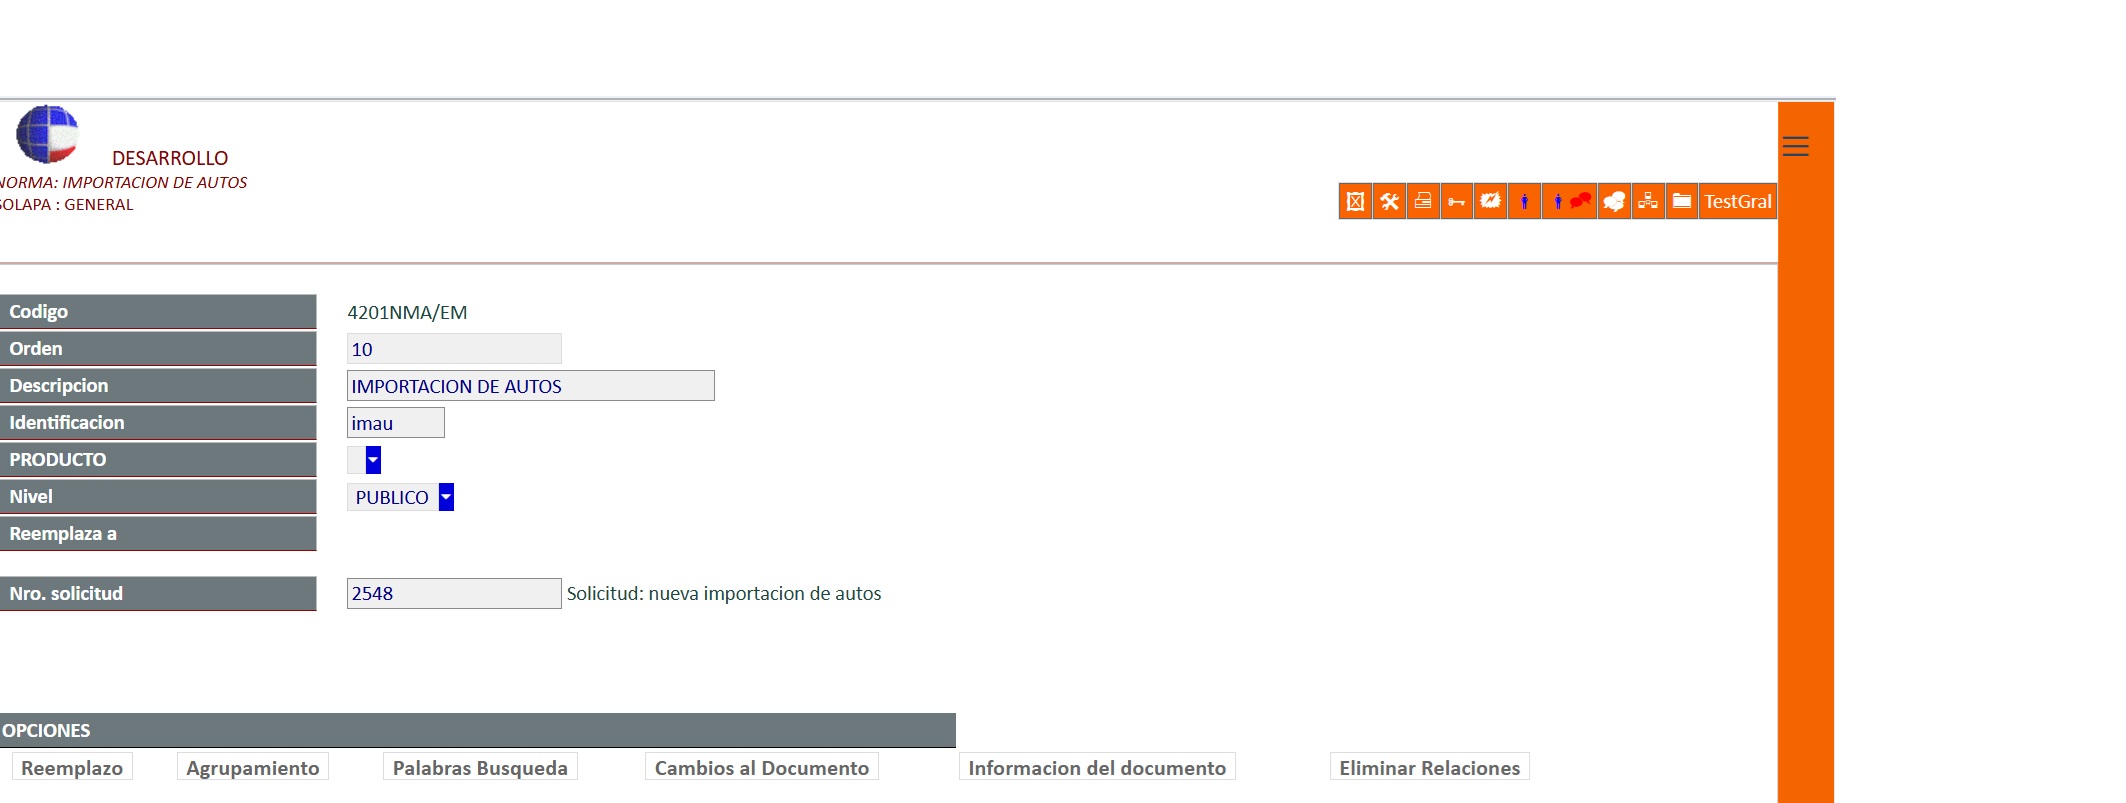 DESARROLLO
NORMA: IMPORTACION DE AUTOS
SOLAPA : GENERAL
TestGral
Codigo 4201NMA/EM
Orden 10
Descripcion IMPORTACION DE AUTOS
Identificacion imau
PRODUCTO
Nivel PUBLICO
Reemplaza a
Nro. solicitud 2548 Solicitud: nueva importacion de autos
OPCIONES
Reemplazo Agrupamiento Palabras Busqueda Cambios al Documento Informacion del documento Eliminar Relaciones